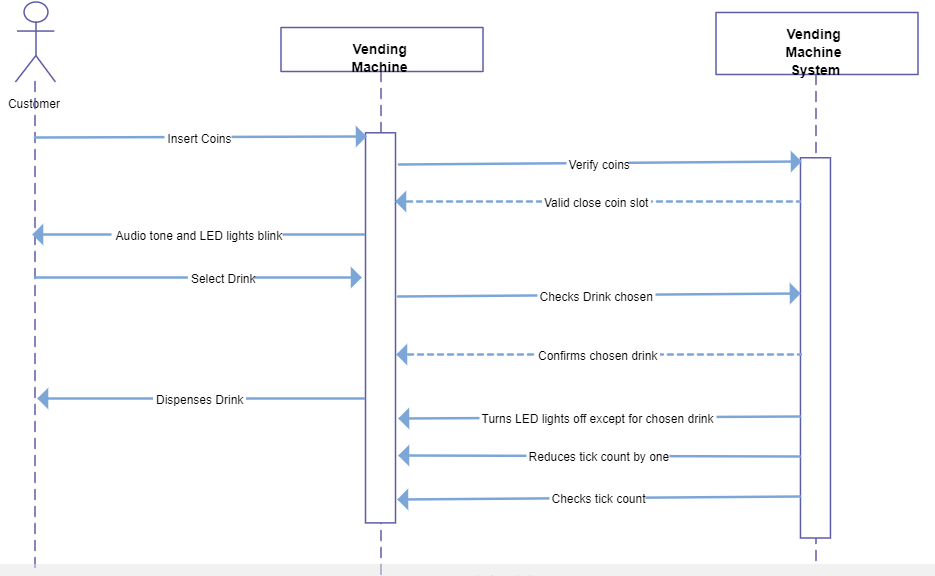 Vending
Machine
Vending
Machine
System
Customer
Insert Coins
Verify coins
Valid close coin slot
Audio tone and LED lights blink
Select Drink
Checks Drink chosen
Confirms chosen drink
Dispenses Drink
Turns LED lights off except for chosen drink
Reduces tick count by one
Checks tick count